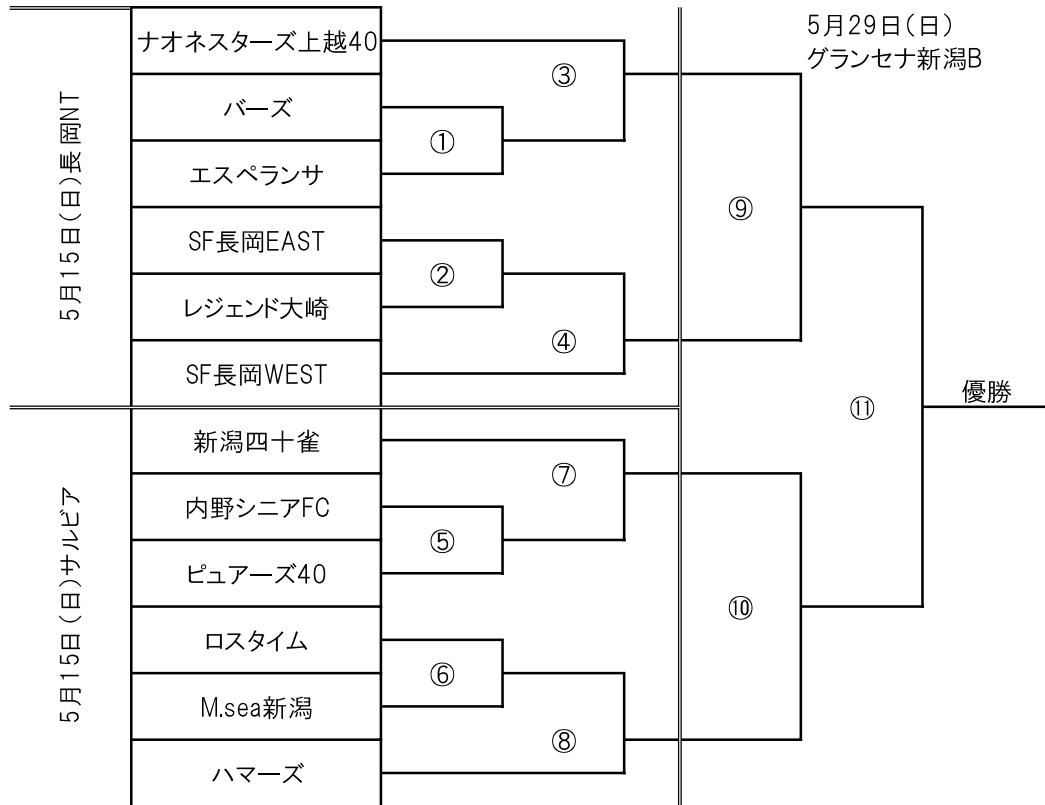 5月29日(日)
グランセナ新潟B
5月15日(日)長岡NT
ナオネスターズ上越40
バーズ
エスペランサ
SF長岡EAST
レジェンド大崎
SF長岡WEST
③
①
②
④
⑨
⑪
優勝
5月15日(日)サルビア
新潟四十雀
内野シニアFC
ピュアーズ40
ロスタイム
M.sea新潟
ハマーズ
⑦
⑤
⑥
⑧
⑩